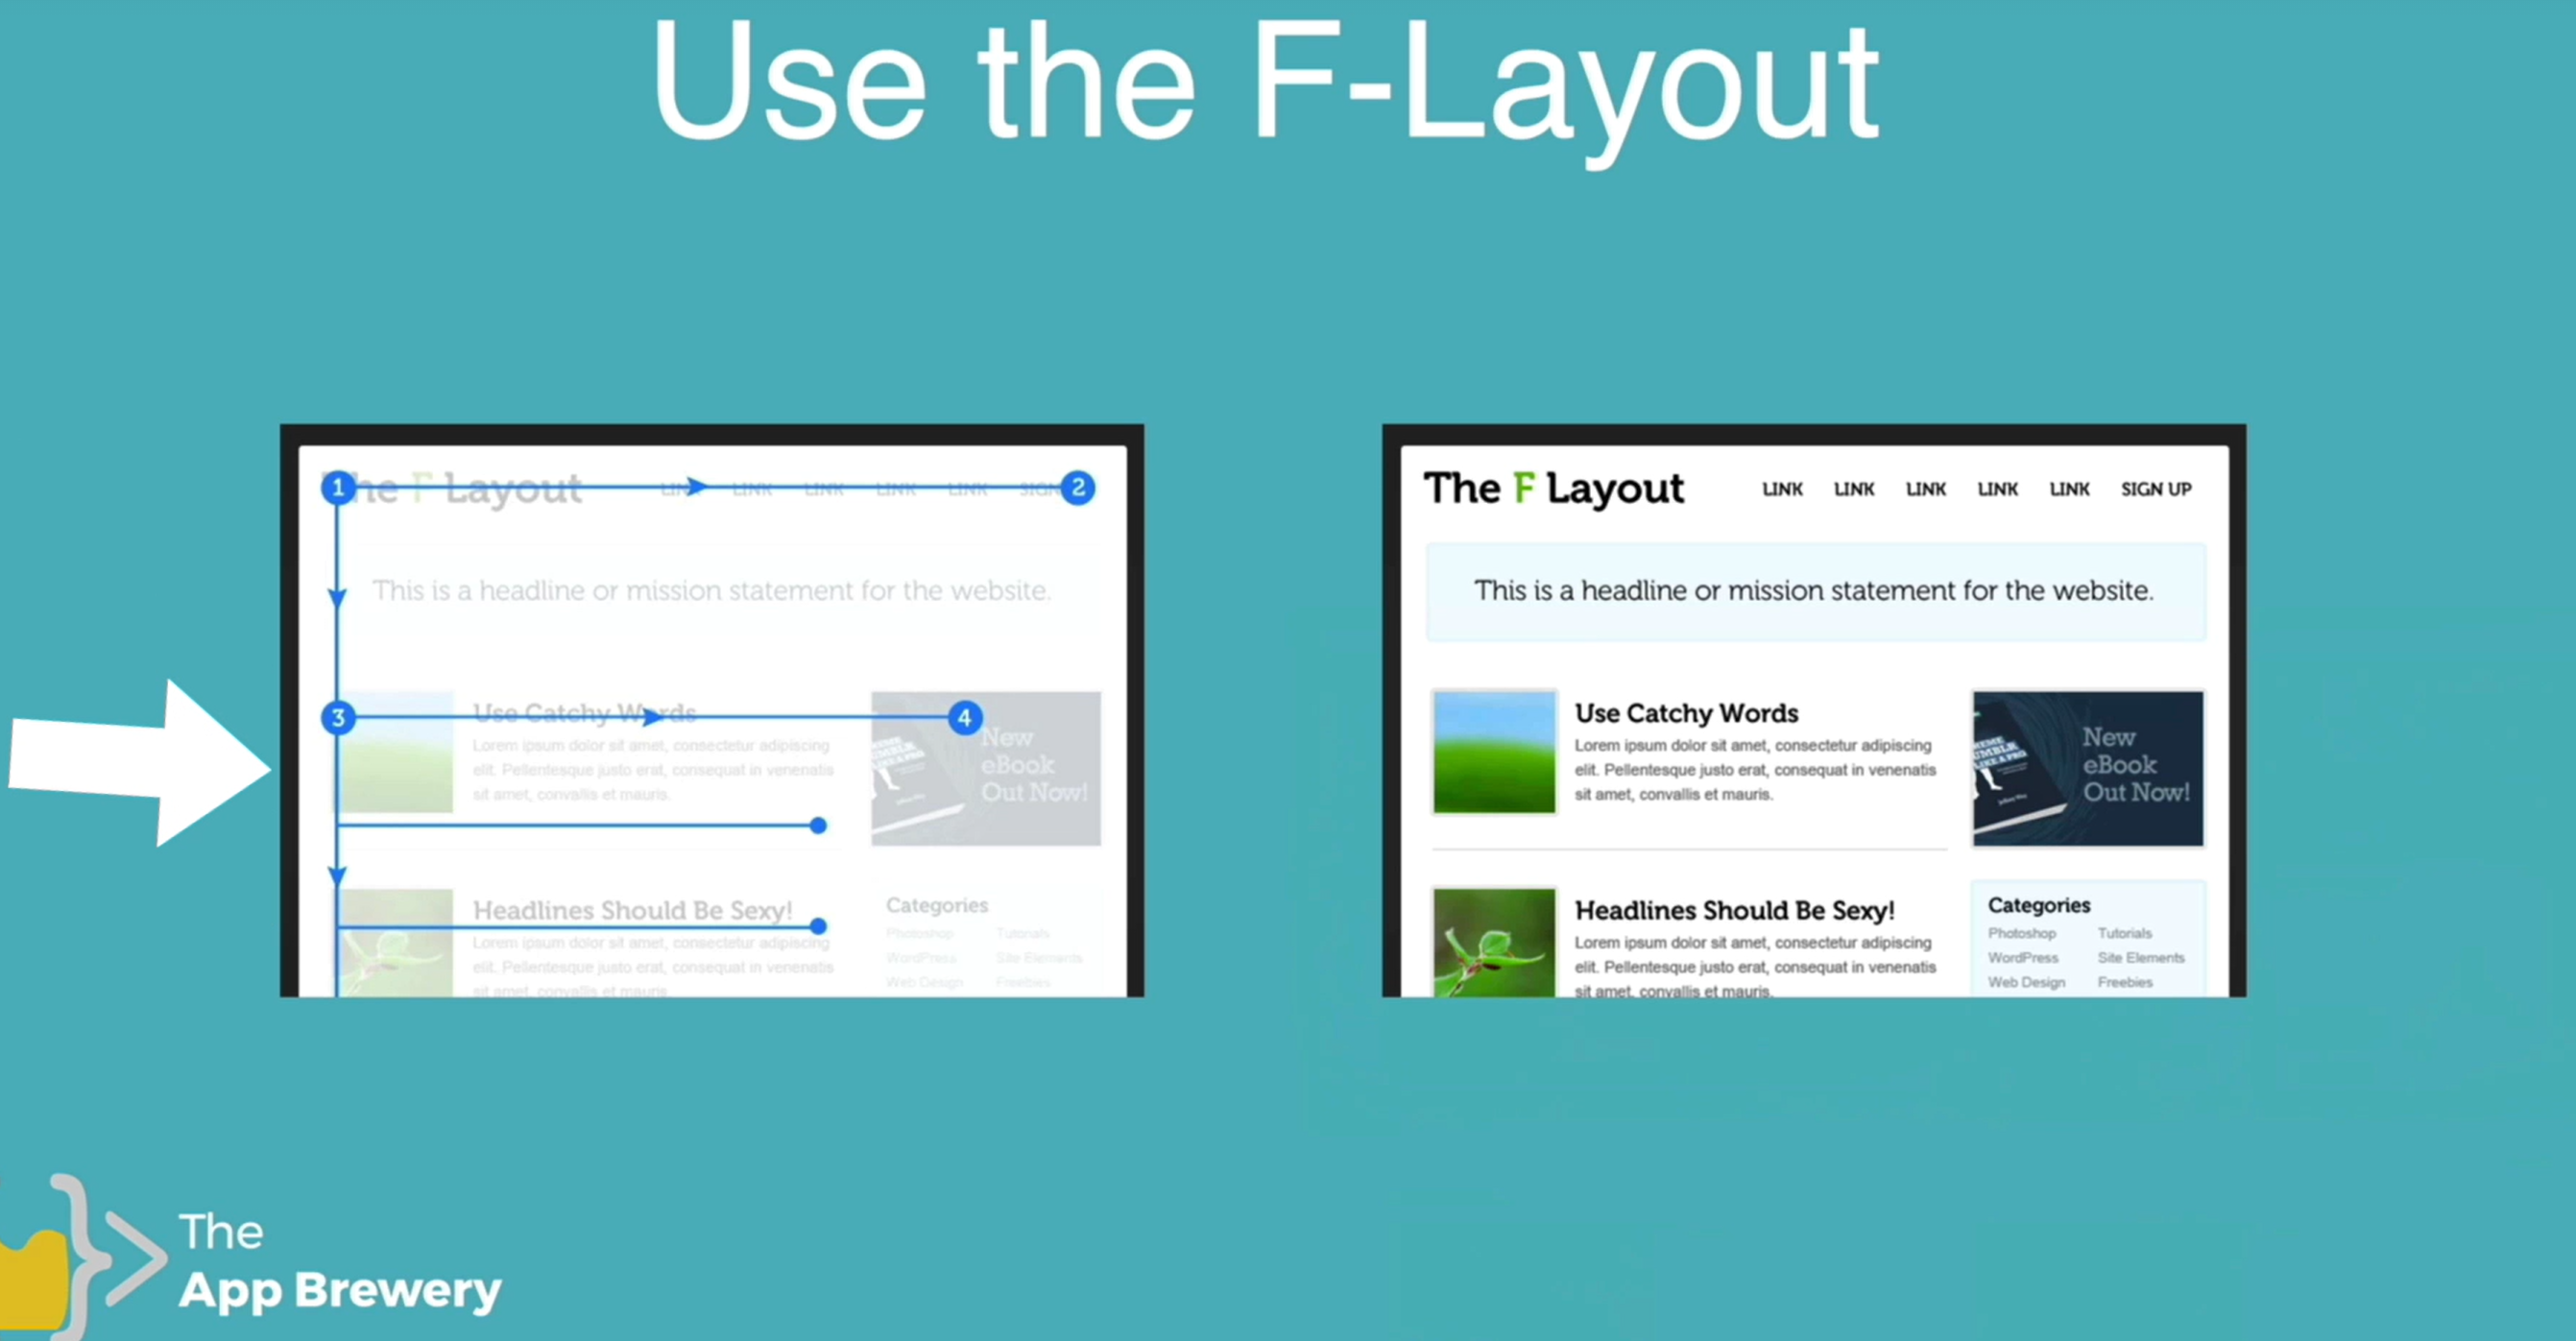 Use the F-Layout
1
he F Layout
LINK
LINK
LINK
LINK
LINK
SIGN
2
This is a headline or mission statement for the website.
3
Use Catchy Words
4
Lorem ipsum dolor sit amet, consectetur adipiscing
elit. Pellentesque justo erat, consequat in venenatis
sit amet, convallis et mauris.
New
eBook
Out Now!
Headlines Should Be Sexy!
Lorem ipsum dolor sit amet, consectetur adipiscing
elit. Pellentesque justo erat, consequat in venenatis
sit amet, convallis et mauris
Categories
Photoshop Tutorials
WordPress Site Elements
Web Design Freebies
The F Layout
LINK LINK LINK LINK LINK SIGN UP
This is a headline or mission statement for the website.
Use Catchy Words
Lorem ipsum dolor sit amet, consectetur adipiscing
elit. Pellentesque justo erat, consequat in venenatis
sit amet, convallis et mauris.
New
eBook
Out Now!
Headlines Should Be Sexy!
Lorem ipsum dolor sit amet, consectetur adipiscing
elit. Pellentesque justo erat, consequat in venenatis
sit amet, convallis et mauris.
Categories
Photoshop Tutorials
WordPress Site Elements
Web Design Freebies
The
App Brewery